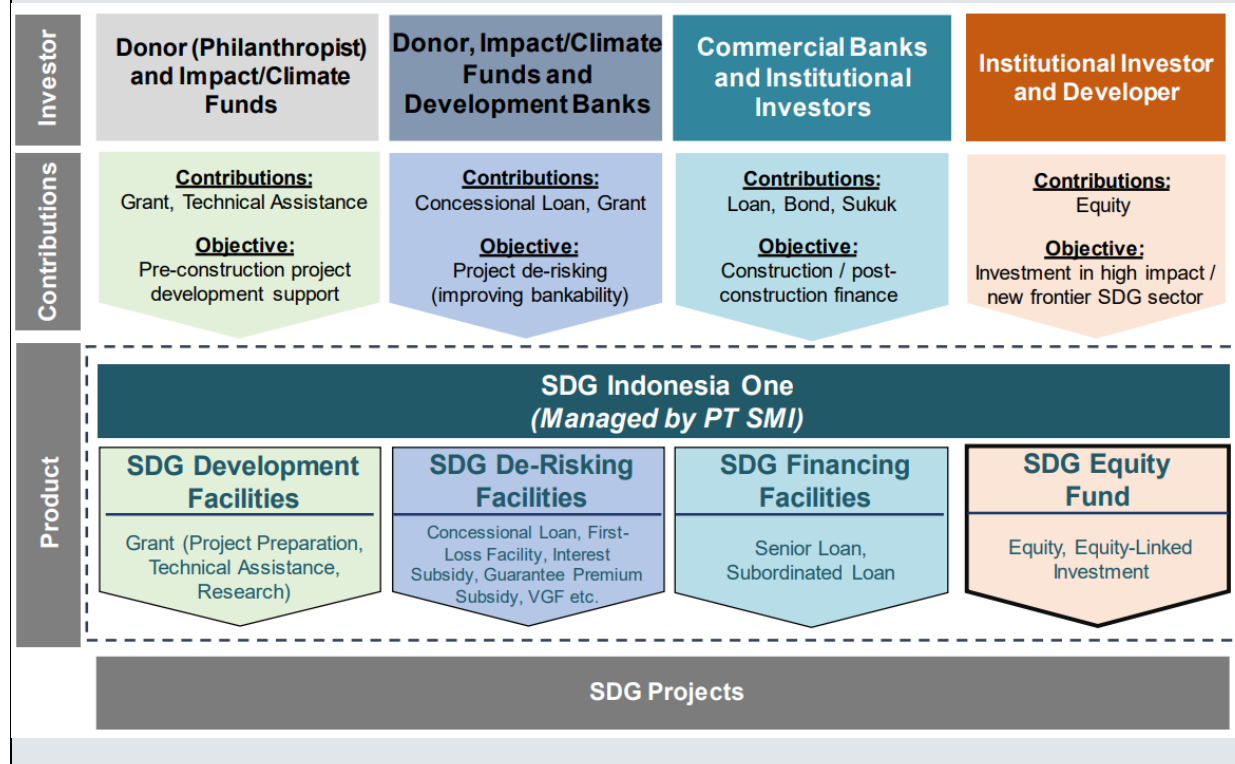 Investor
Donor (Philanthropist)
and Impact/Climate
Funds
Donor, Impact/Climate
Funds and
Development Banks
Commercial Banks
and Institutional
Investors
Institutional Investor
and Developer
Contributions
Contributions:
Grant, Technical Assistance
Objective:
Pre-construction project
development support
Contributions:
Concessional Loan, Grant
Objective:
Project de-risking
(improving bankability)
Contributions:
Loan, Bond, Sukuk
Objective:
Construction / post-
construction finance
Contributions:
Equity
Objective:
Investment in high impact /
new frontier SDG sector
Product
SDG Indonesia One
(Managed by PT SMI)
SDG Development
Facilities
Grant (Project Preparation,
Technical Assistance,
Research)
SDG De-Risking
Facilities
Concessional Loan, First-
Loss Facility, Interest
Subsidy, Guarantee Premium
Subsidy, VGF etc.
SDG Financing
Facilities
Senior Loan,
Subordinated Loan
SDG Equity
Fund
Equity, Equity-Linked
Investment
SDG Projects